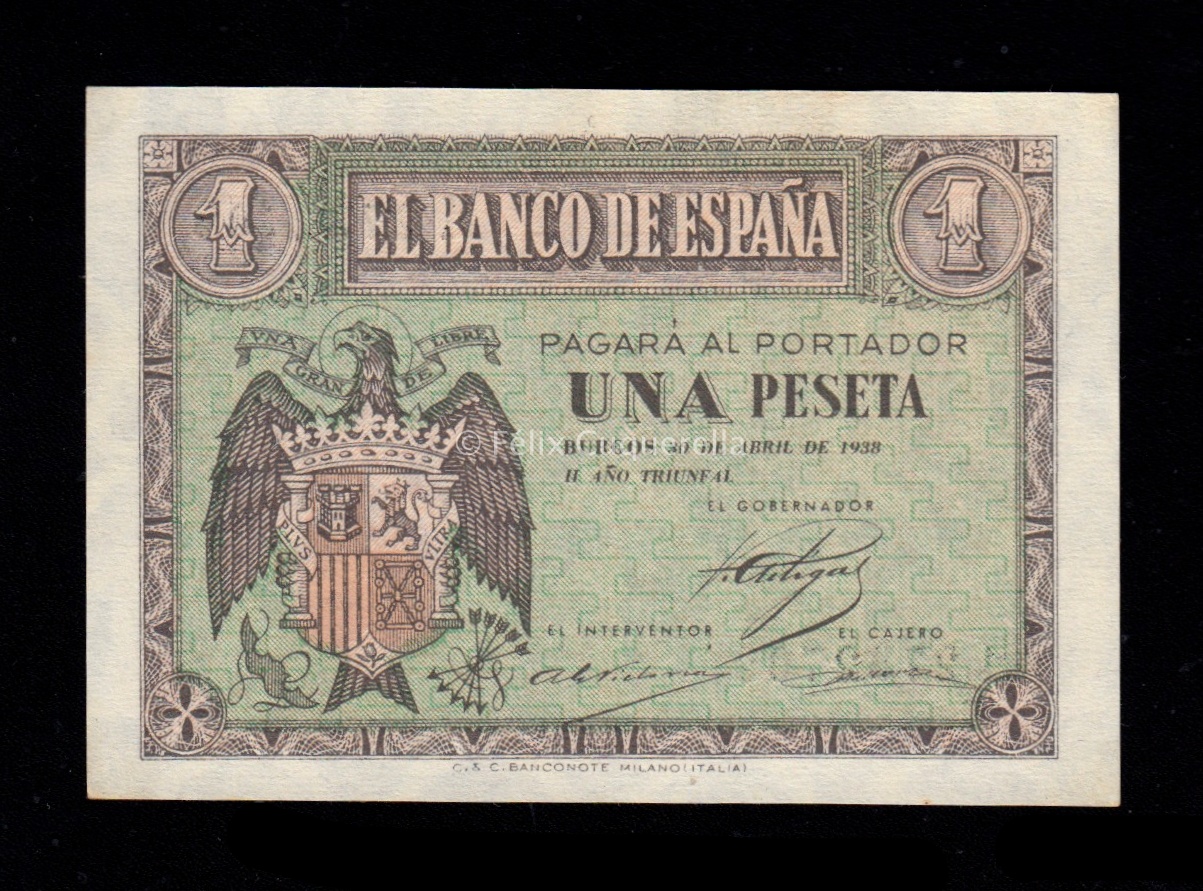 1 EL BANCO DE ESPAÑA 1
VNA GRANDE LIBRE
PAGARÁ AL PORTADOR
UNA PESETA
BURGOS DE ABRIL DE 1938
II AÑO TRIUNFAL
EL GOBERNADOR
PLVS VLTRA
EL INTERVENTOR EL CAJERO
C. & C. BANCONOTE MILANO (ITALIA)